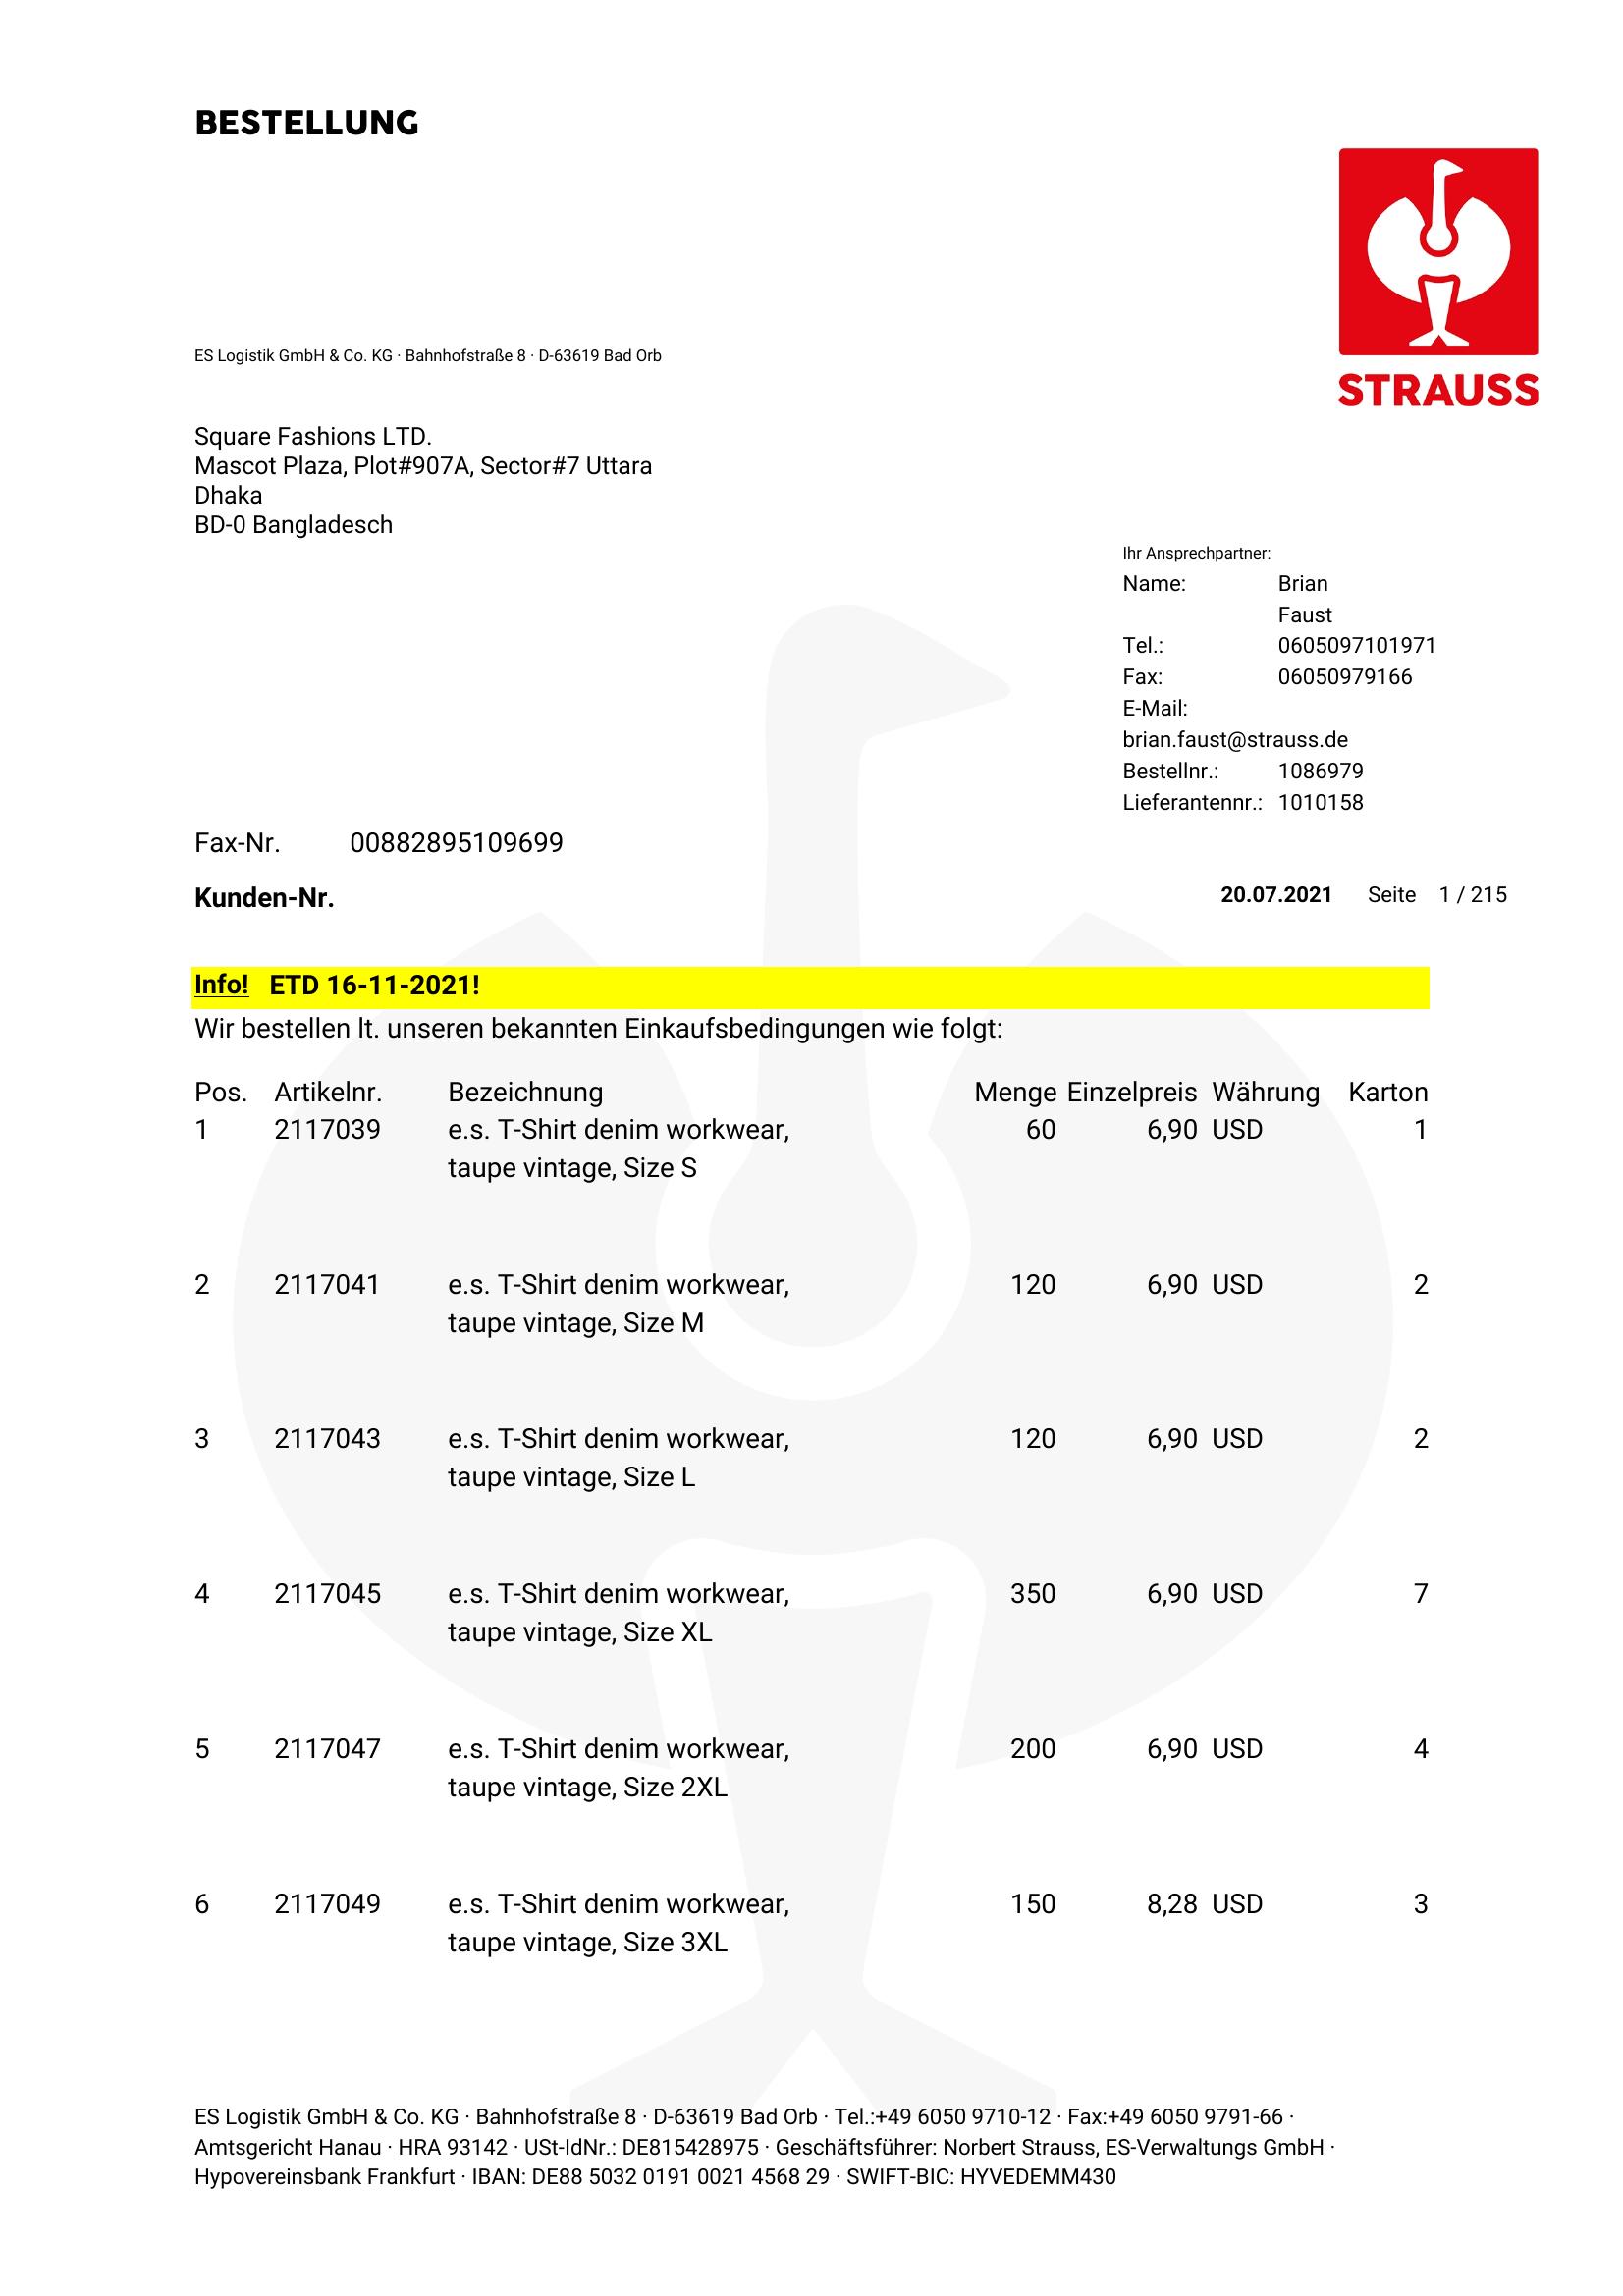 BESTELLUNG
STRAUSS
ES Logistik GmbH & Co. KG · Bahnhofstraße 8 · D-63619 Bad Orb
Square Fashions LTD.
Mascot Plaza, Plot#907A, Sector#7 Uttara
Dhaka
BD-0 Bangladesch
Ihr Ansprechpartner:
Name: Brian
Faust
Tel.: 0605097101971
Fax: 06050979166
E-Mail:
brian.faust@strauss.de
Bestellnr.: 1086979
Lieferantennr.: 1010158
Fax-Nr. 00882895109699
Kunden-Nr. 20.07.2021 Seite 1 / 215
Info! ETD 16-11-2021!
Wir bestellen lt. unseren bekannten Einkaufsbedingungen wie folgt:
Pos. Artikelnr. Bezeichnung Menge Einzelpreis Währung Karton
1 2117039 e.s. T-Shirt denim workwear, 60 6,90 USD 1
taupe vintage, Size S
2 2117041 e.s. T-Shirt denim workwear, 120 6,90 USD 2
taupe vintage, Size M
3 2117043 e.s. T-Shirt denim workwear, 120 6,90 USD 2
taupe vintage, Size L
4 2117045 e.s. T-Shirt denim workwear, 350 6,90 USD 7
taupe vintage, Size XL
5 2117047 e.s. T-Shirt denim workwear, 200 6,90 USD 4
taupe vintage, Size 2XL
6 2117049 e.s. T-Shirt denim workwear, 150 8,28 USD 3
taupe vintage, Size 3XL
ES Logistik GmbH & Co. KG · Bahnhofstraße 8 · D-63619 Bad Orb · Tel.:+49 6050 9710-12 · Fax:+49 6050 9791-66 ·
Amtsgericht Hanau · HRA 93142 · USt-IdNr.: DE815428975 · Geschäftsführer: Norbert Strauss, ES-Verwaltungs GmbH ·
Hypovereinsbank Frankfurt · IBAN: DE88 5032 0191 0021 4568 29 · SWIFT-BIC: HYVEDEMM430